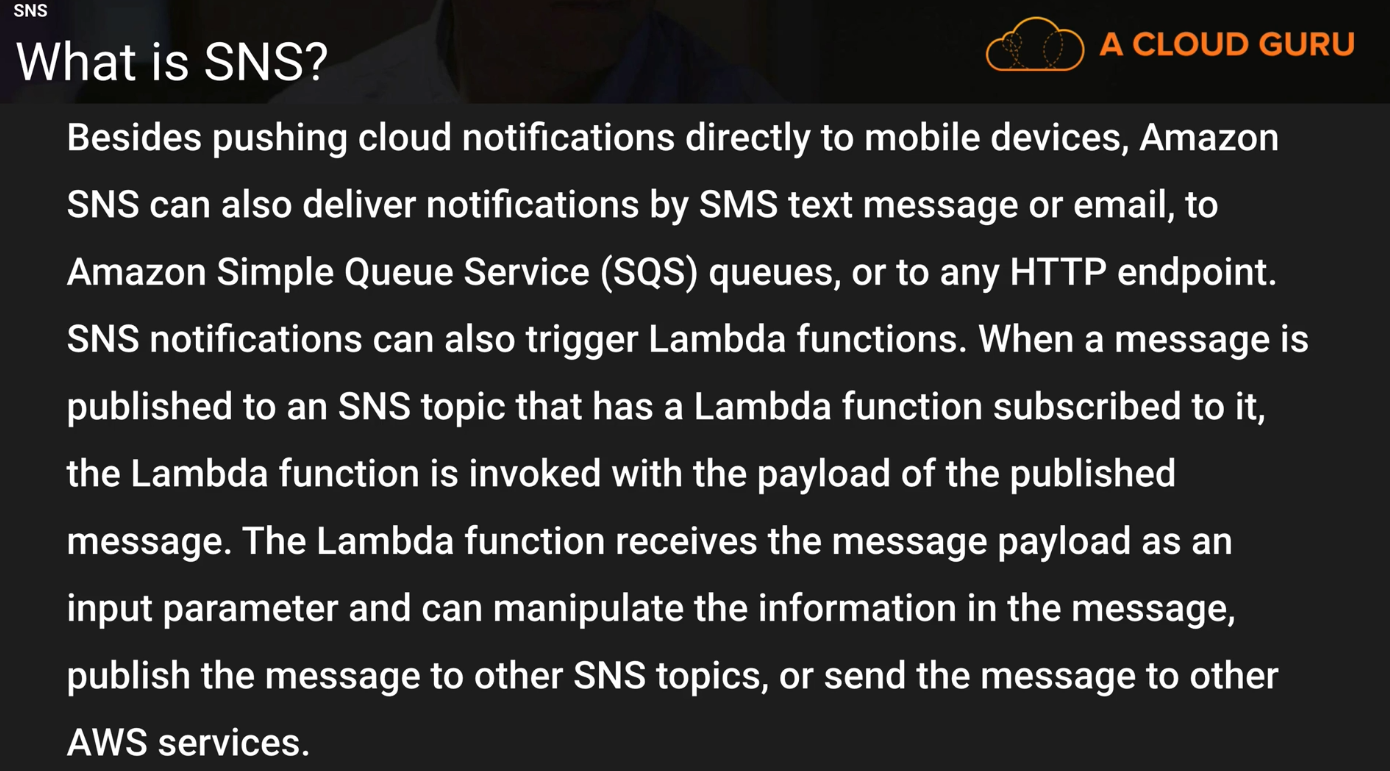 SNS
What is SNS?
A CLOUD GURU
Besides pushing cloud notifications directly to mobile devices, Amazon
SNS can also deliver notifications by SMS text message or email, to
Amazon Simple Queue Service (SQS) queues, or to any HTTP endpoint.
SNS notifications can also trigger Lambda functions. When a message is
published to an SNS topic that has a Lambda function subscribed to it,
the Lambda function is invoked with the payload of the published
message. The Lambda function receives the message payload as an
input parameter and can manipulate the information in the message,
publish the message to other SNS topics, or send the message to other
AWS services.